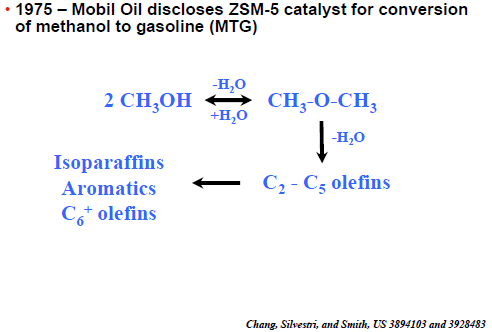 • 1975 – Mobil Oil discloses ZSM-5 catalyst for conversion
of methanol to gasoline (MTG)
-H₂O
2 CH₃OH
CH₃-O-CH₃
+H₂O
-H₂O
Isoparaffins
Aromatics
C₆⁺ olefins
C₂ - C₅ olefins
Chang, Silvestri, and Smith, US 3894103 and 3928483